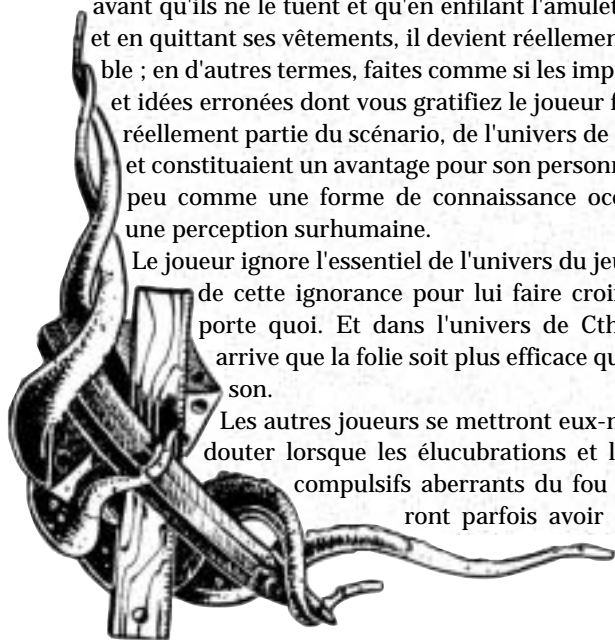 avant qu'ils ne le tuent et qu'en enfilant l'amulet
et en quittant ses vêtements, il devient réellemen
ble ; en d'autres termes, faites comme si les imp
et idées erronées dont vous gratifiez le joueur f
réellement partie du scénario, de l'univers de
et constituaient un avantage pour son personn
peu comme une forme de connaissance occ
une perception surhumaine.
Le joueur ignore l'essentiel de l'univers du jeu
de cette ignorance pour lui faire croi
porte quoi. Et dans l'univers de Cth
arrive que la folie soit plus efficace qu
son.
Les autres joueurs se mettront eux-m
douter lorsque les élucubrations et l
compulsifs aberrants du fou
ront parfois avoir